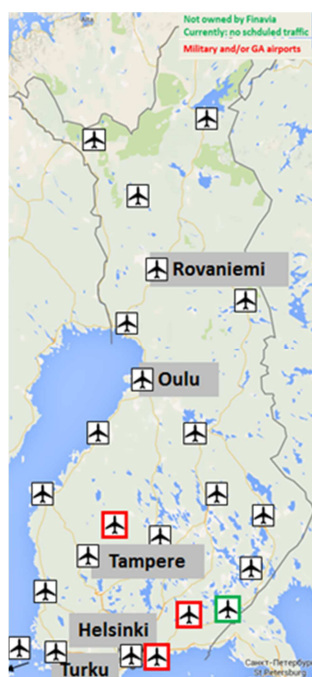 Not owned by Finavia
Currently: no schduled traffic
Military and/or GA airports
Rovaniemi
Oulu
Tampere
Helsinki
Turku
Санкт-Петербург
St Petersburg